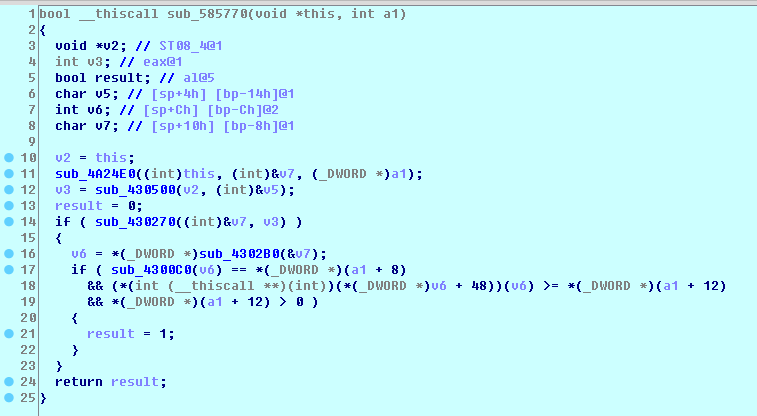 1 bool __thiscall sub_585770(void *this, int a1)
2 {
3 void *v2; // ST08_4@1
4 int v3; // eax@1
5 bool result; // al@5
6 char v5; // [sp+4h] [bp-14h]@1
7 int v6; // [sp+Ch] [bp-Ch]@2
8 char v7; // [sp+10h] [bp-8h]@1
9
10 v2 = this;
11 sub_4A24E0((int)this, (int)&v7, (_DWORD *)a1);
12 v3 = sub_430500(v2, (int)&v5);
13 result = 0;
14 if ( sub_430270((int)&v7, v3) )
15 {
16 v6 = *(_DWORD *)sub_4302B0(&v7);
17 if ( sub_4300C0(v6) == *(_DWORD *)(a1 + 8)
18 && (*(int (__thiscall **)(int))(*(_DWORD *)v6 + 48))(v6) >= *(_DWORD *)(a1 + 12)
19 && *(_DWORD *)(a1 + 12) > 0 )
20 {
21 result = 1;
22 }
23 }
24 return result;
25 }